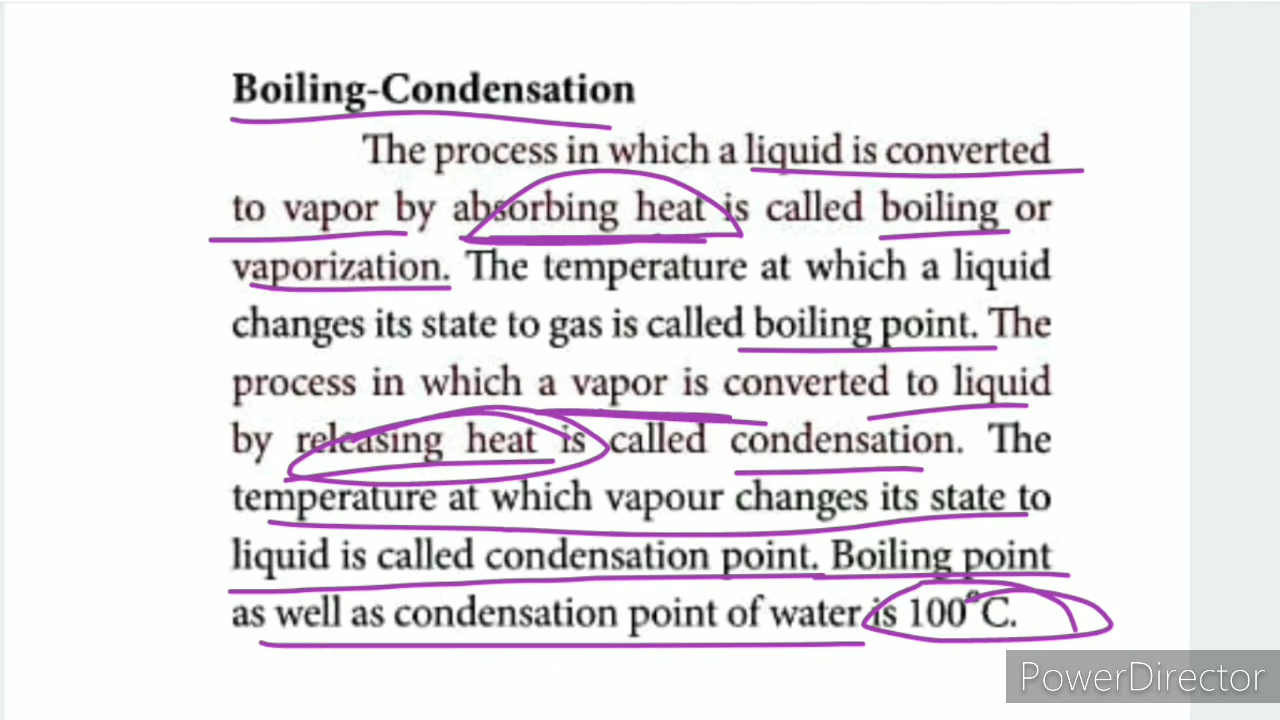 Boiling-Condensation
The process in which a liquid is converted
to vapor by absorbing heat is called boiling or
vaporization. The temperature at which a liquid
changes its state to gas is called boiling point. The
process in which a vapor is converted to liquid
by releasing heat is called condensation. The
temperature at which vapour changes its state to
liquid is called condensation point. Boiling point
as well as condensation point of water is 100°C.
PowerDirector